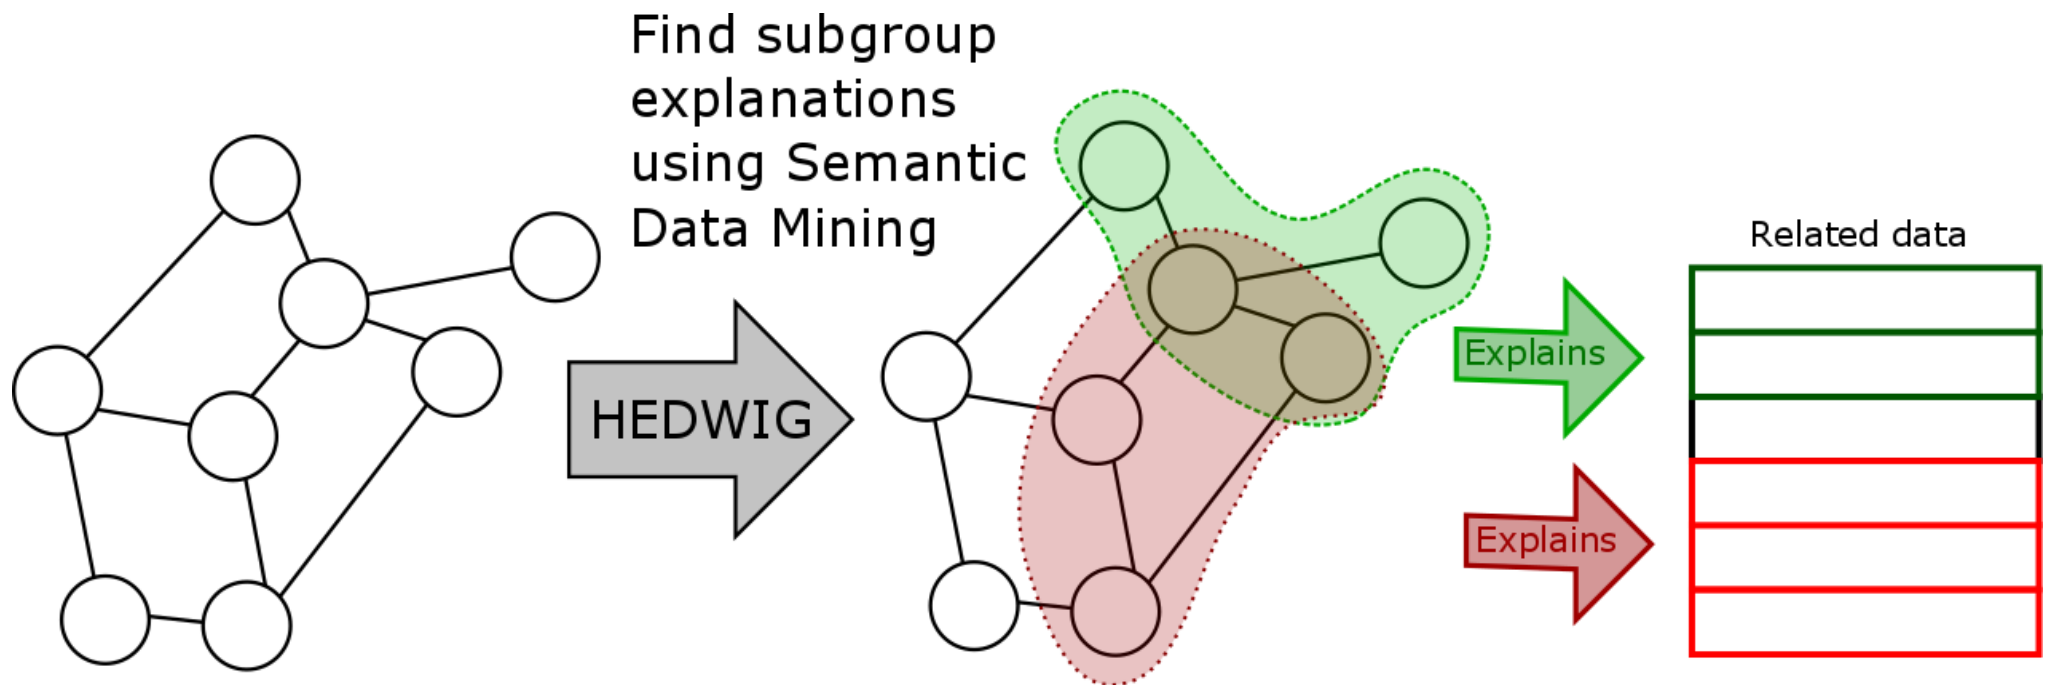 Find subgroup
explanations
using Semantic
Data Mining
HEDWIG
Explains
Explains
Related data